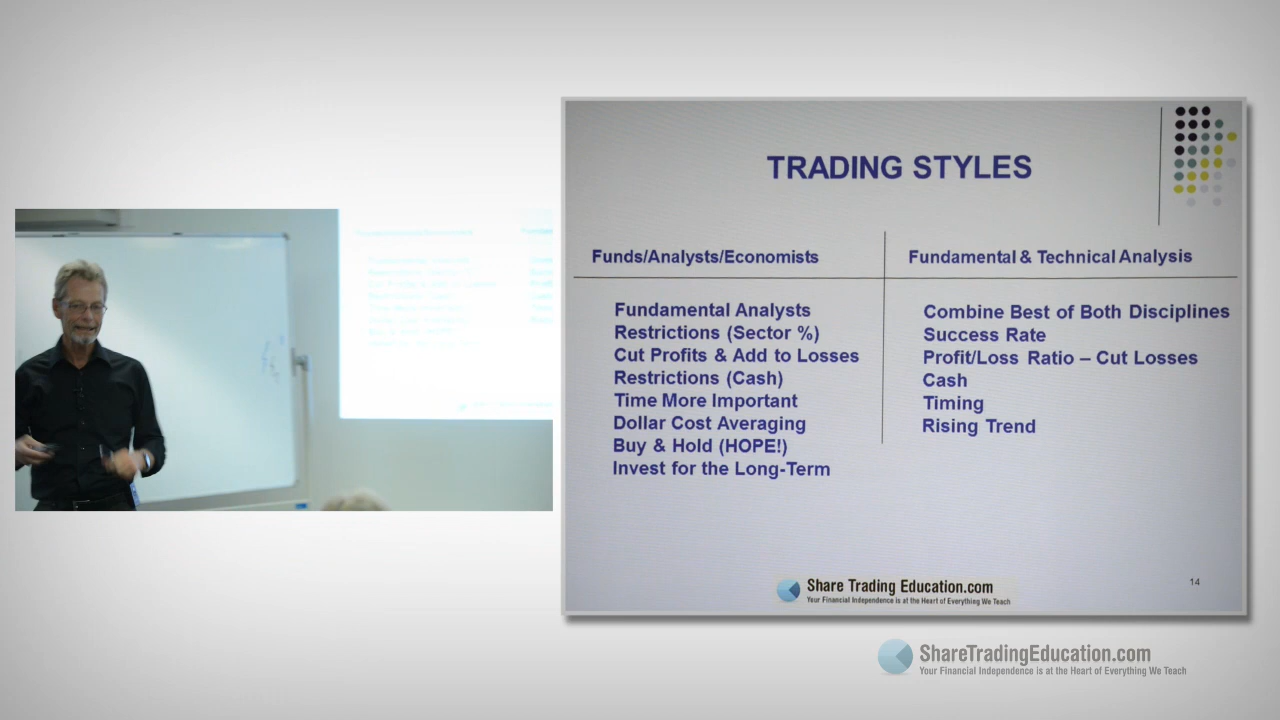 TRADING STYLES
Funds/Analysts/Economists
Fundamental Analysts
Restrictions (Sector %)
Cut Profits & Add to Losses
Restrictions (Cash)
Time More Important
Dollar Cost Averaging
Buy & Hold (HOPE!)
Invest for the Long-Term
Fundamental & Technical Analysis
Combine Best of Both Disciplines
Success Rate
Profit/Loss Ratio – Cut Losses
Cash
Timing
Rising Trend
Share Trading Education.com
Your Financial Independence is at the Heart of Everything We Teach
14
ShareTradingEducation.com
Your Financial Independence is at the Heart of Everything We Teach